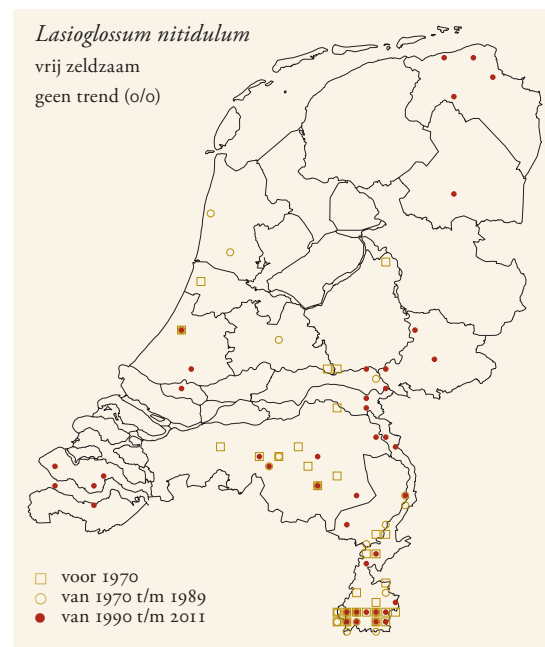 Lasioglossum nitidulum
vrij zeldzaam
geen trend (0/0)
voor 1970
van 1970 t/m 1989
van 1990 t/m 2011